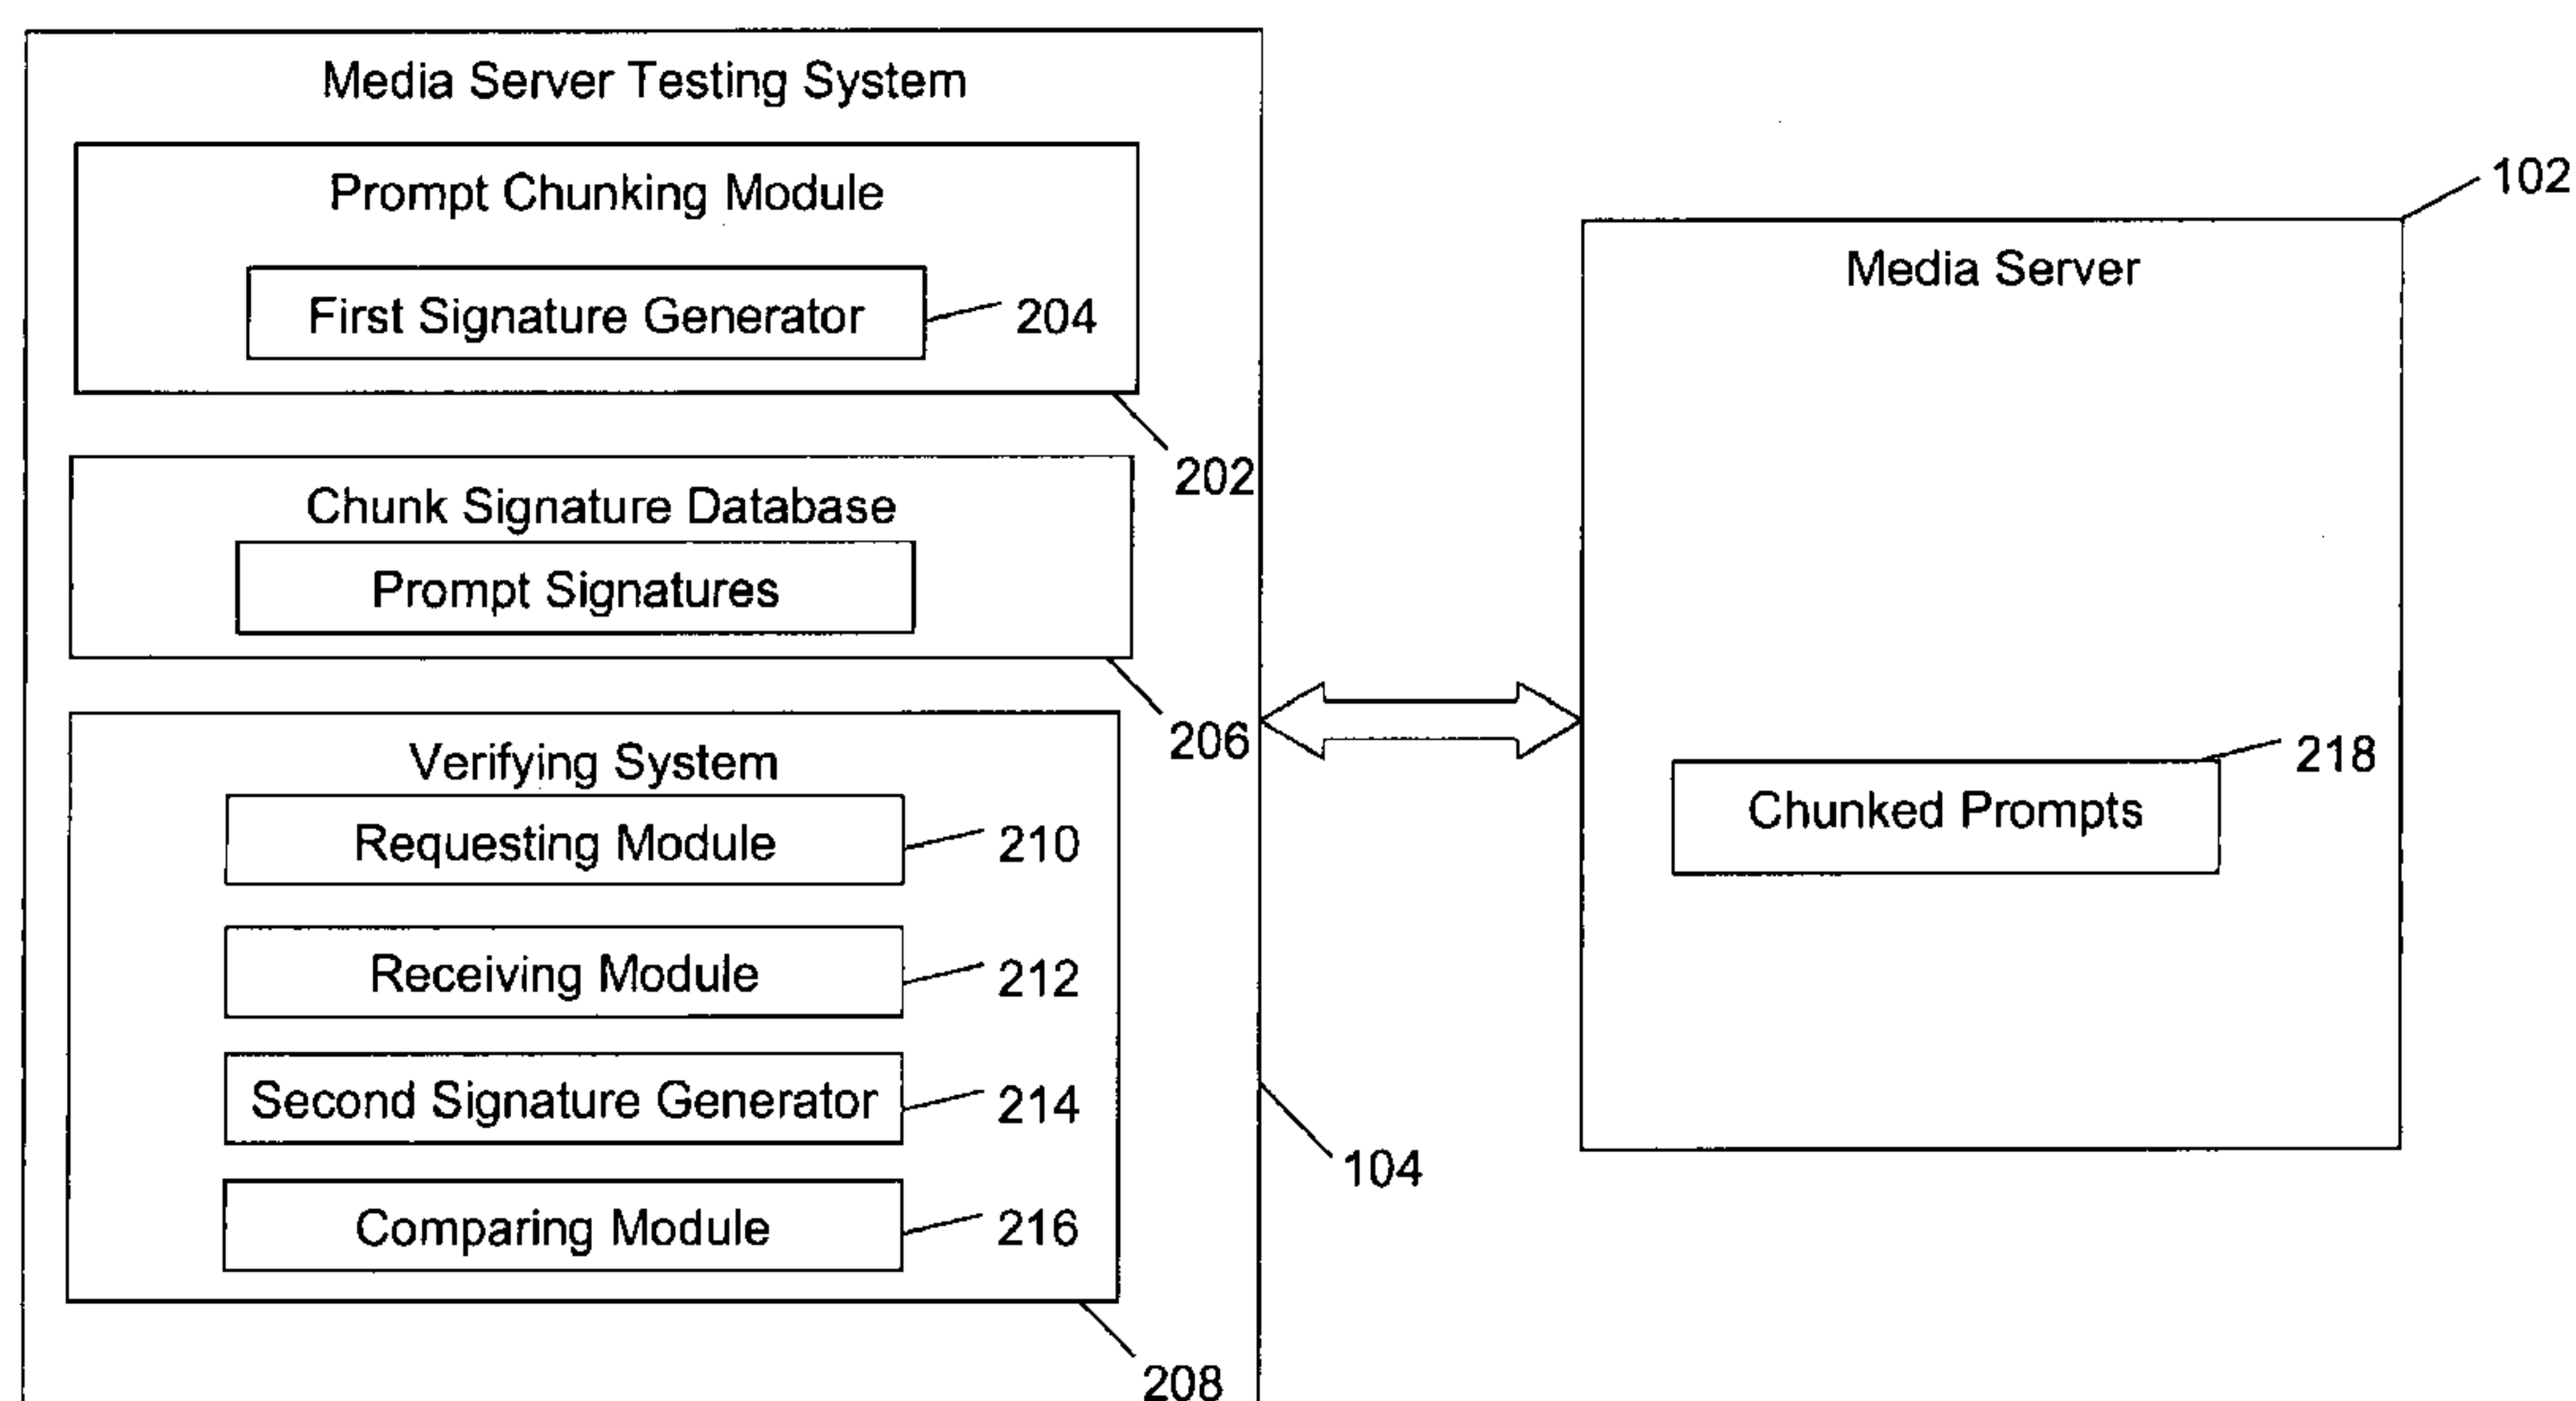 Media Server Testing System
Prompt Chunking Module
First Signature Generator
204
202
Chunk Signature Database
Prompt Signatures
206
Verifying System
Requesting Module
210
Receiving Module
212
Second Signature Generator
214
Comparing Module
216
208
104
102
Media Server
218
Chunked Prompts